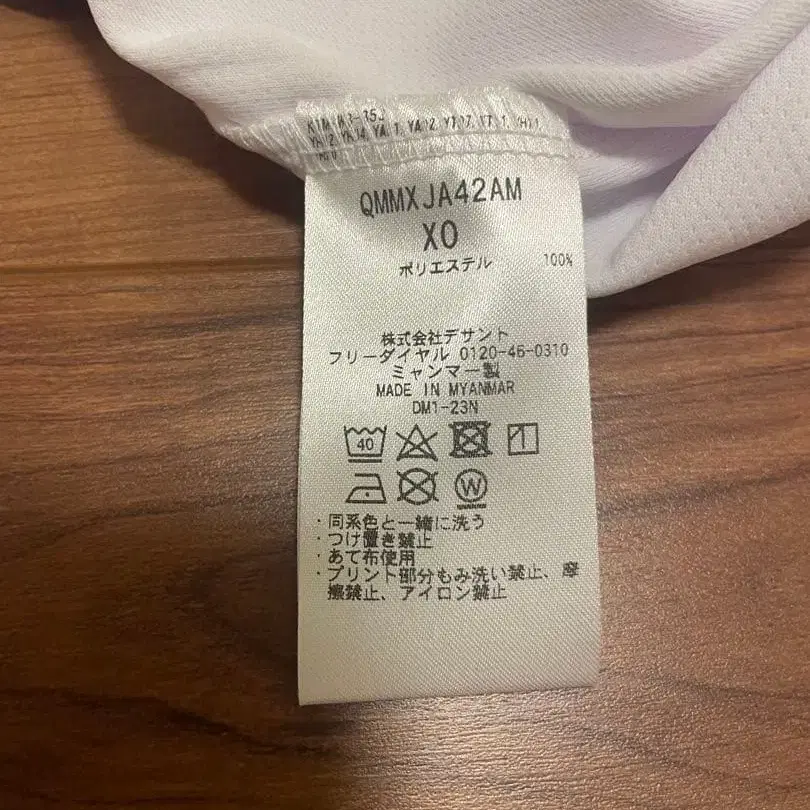 QMMXJA42AM
XO
ポリエステル 100%
株式会社デサント
フリーダイヤル 0120-46-0310
ミャンマー製
MADE IN MYANMAR
DM1-23N
40
W
・同系色と一緒に洗う
・つけ置き禁止
・あて布使用
・プリント部分もみ洗い禁止、摩
擦禁止、アイロン禁止